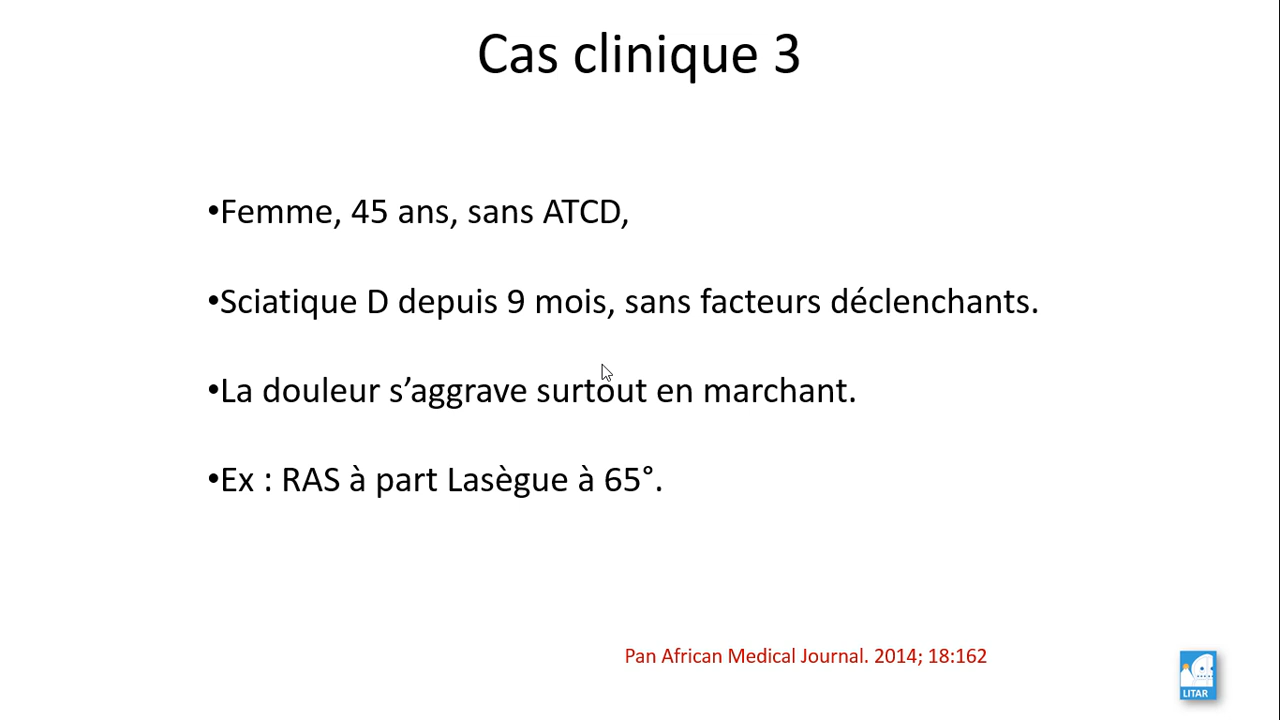 Cas clinique 3
•Femme, 45 ans, sans ATCD,
•Sciatique D depuis 9 mois, sans facteurs déclenchants.
•La douleur s’aggrave surtout en marchant.
•Ex : RAS à part Lasègue à 65°.
Pan African Medical Journal. 2014; 18:162
LITAR